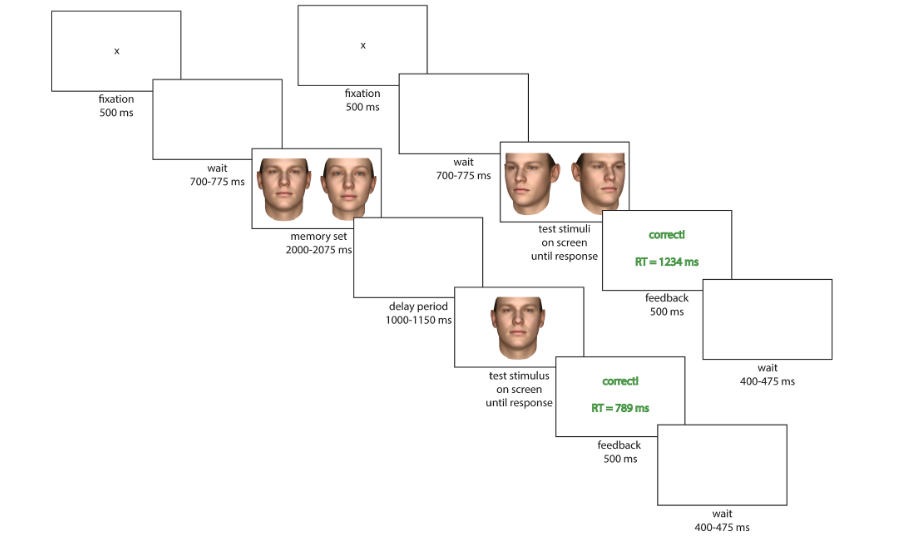 x
fixation
500 ms
wait
700-775 ms
memory set
2000-2075 ms
delay period
1000-1150 ms
test stimulus
on screen
until response
correct!
RT = 789 ms
feedback
500 ms
wait
400-475 ms
x
fixation
500 ms
wait
700-775 ms
test stimuli
on screen
until response
correct!
RT = 1234 ms
feedback
500 ms
wait
400-475 ms